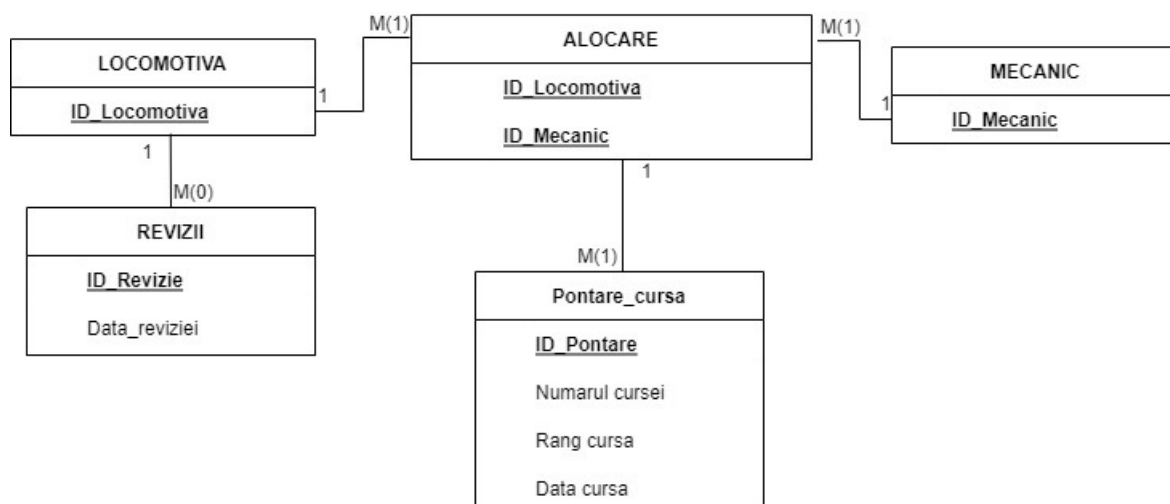 M(1)
ALOCARE
M(1)
LOCOMOTIVA
MECANIC
ID_Locomotiva
1
ID_Locomotiva
1
ID_Mecanic
ID_Mecanic
1
1
M(0)
REVIZII
M(1)
ID_Revizie
Pontare_cursa
Data_reviziei
ID_Pontare
Numarul cursei
Rang cursa
Data cursa